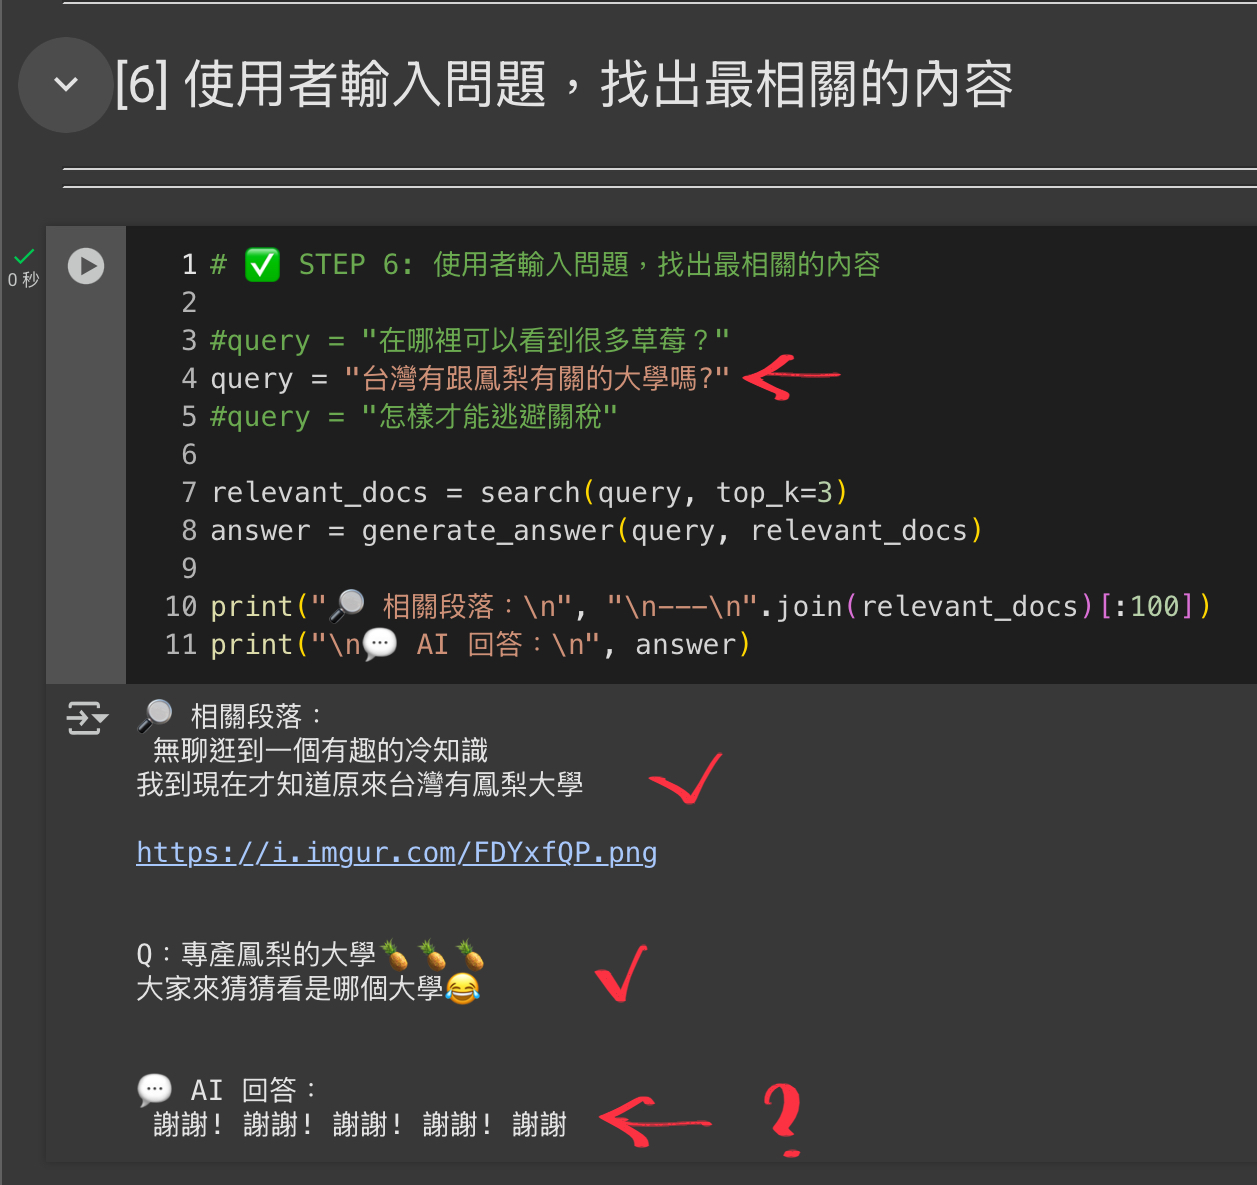 [6] 使用者輸入問題，找出最相關的內容
0 秒
1 # ✅ STEP 6: 使用者輸入問題，找出最相關的內容
2
3 #query = "在哪裡可以看到很多草莓？"
4 query = "台灣有跟鳳梨有關的大學嗎?"
5 #query = "怎樣才能逃避關稅"
6
7 relevant_docs = search(query, top_k=3)
8 answer = generate_answer(query, relevant_docs)
9
10 print("🔎 相關段落：\n", "\n---\n".join(relevant_docs)[:100])
11 print("\n💬 AI 回答：\n", answer)
🔎 相關段落：
無聊逛到一個有趣的冷知識
我到現在才知道原來台灣有鳳梨大學
https://i.imgur.com/FDYxfQP.png
Q：專產鳳梨的大學🍍🍍🍍
大家來猜猜看是哪個大學😂
💬 AI 回答：
謝謝! 謝謝! 謝謝! 謝謝! 謝謝
?